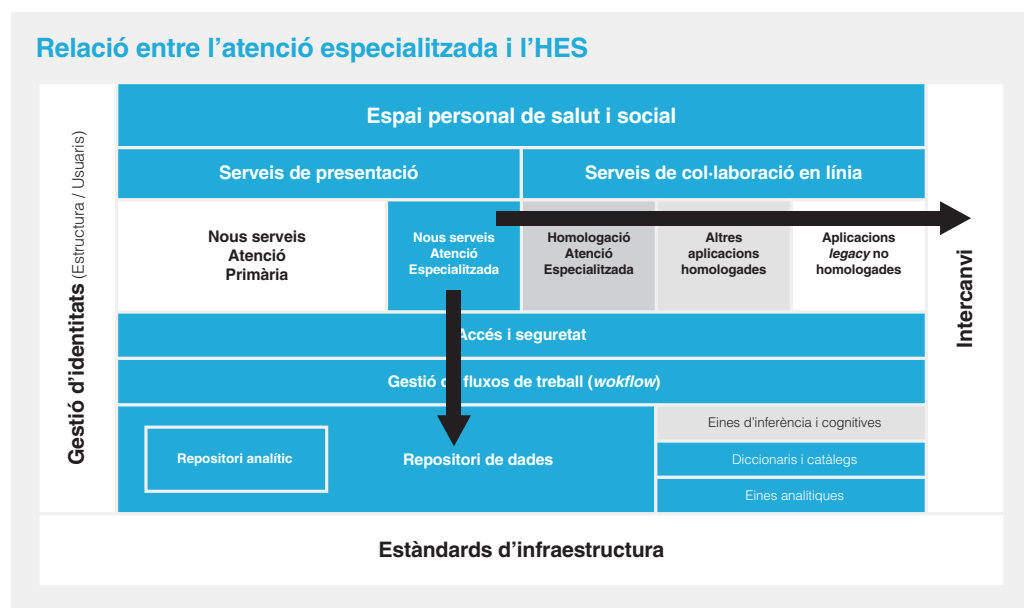 Relació entre l’atenció especialitzada i l’HES
Gestió d’identitats (Estructura / Usuaris)
Espai personal de salut i social
Serveis de presentació
Serveis de col·laboració en línia
Nous serveis
Atenció
Primària
Nous serveis
Atenció
Especialitzada
Homologació
Atenció
Especialitzada
Altres
aplicacions
homologades
Aplicacions
legacy no
homologades
Intercanvi
Accés i seguretat
Gestió de fluxos de treball (wokflow)
Repositori analític
Repositori de dades
Eines d’inferència i cognitives
Diccionaris i catàlegs
Eines analítiques
Estàndards d’infraestructura